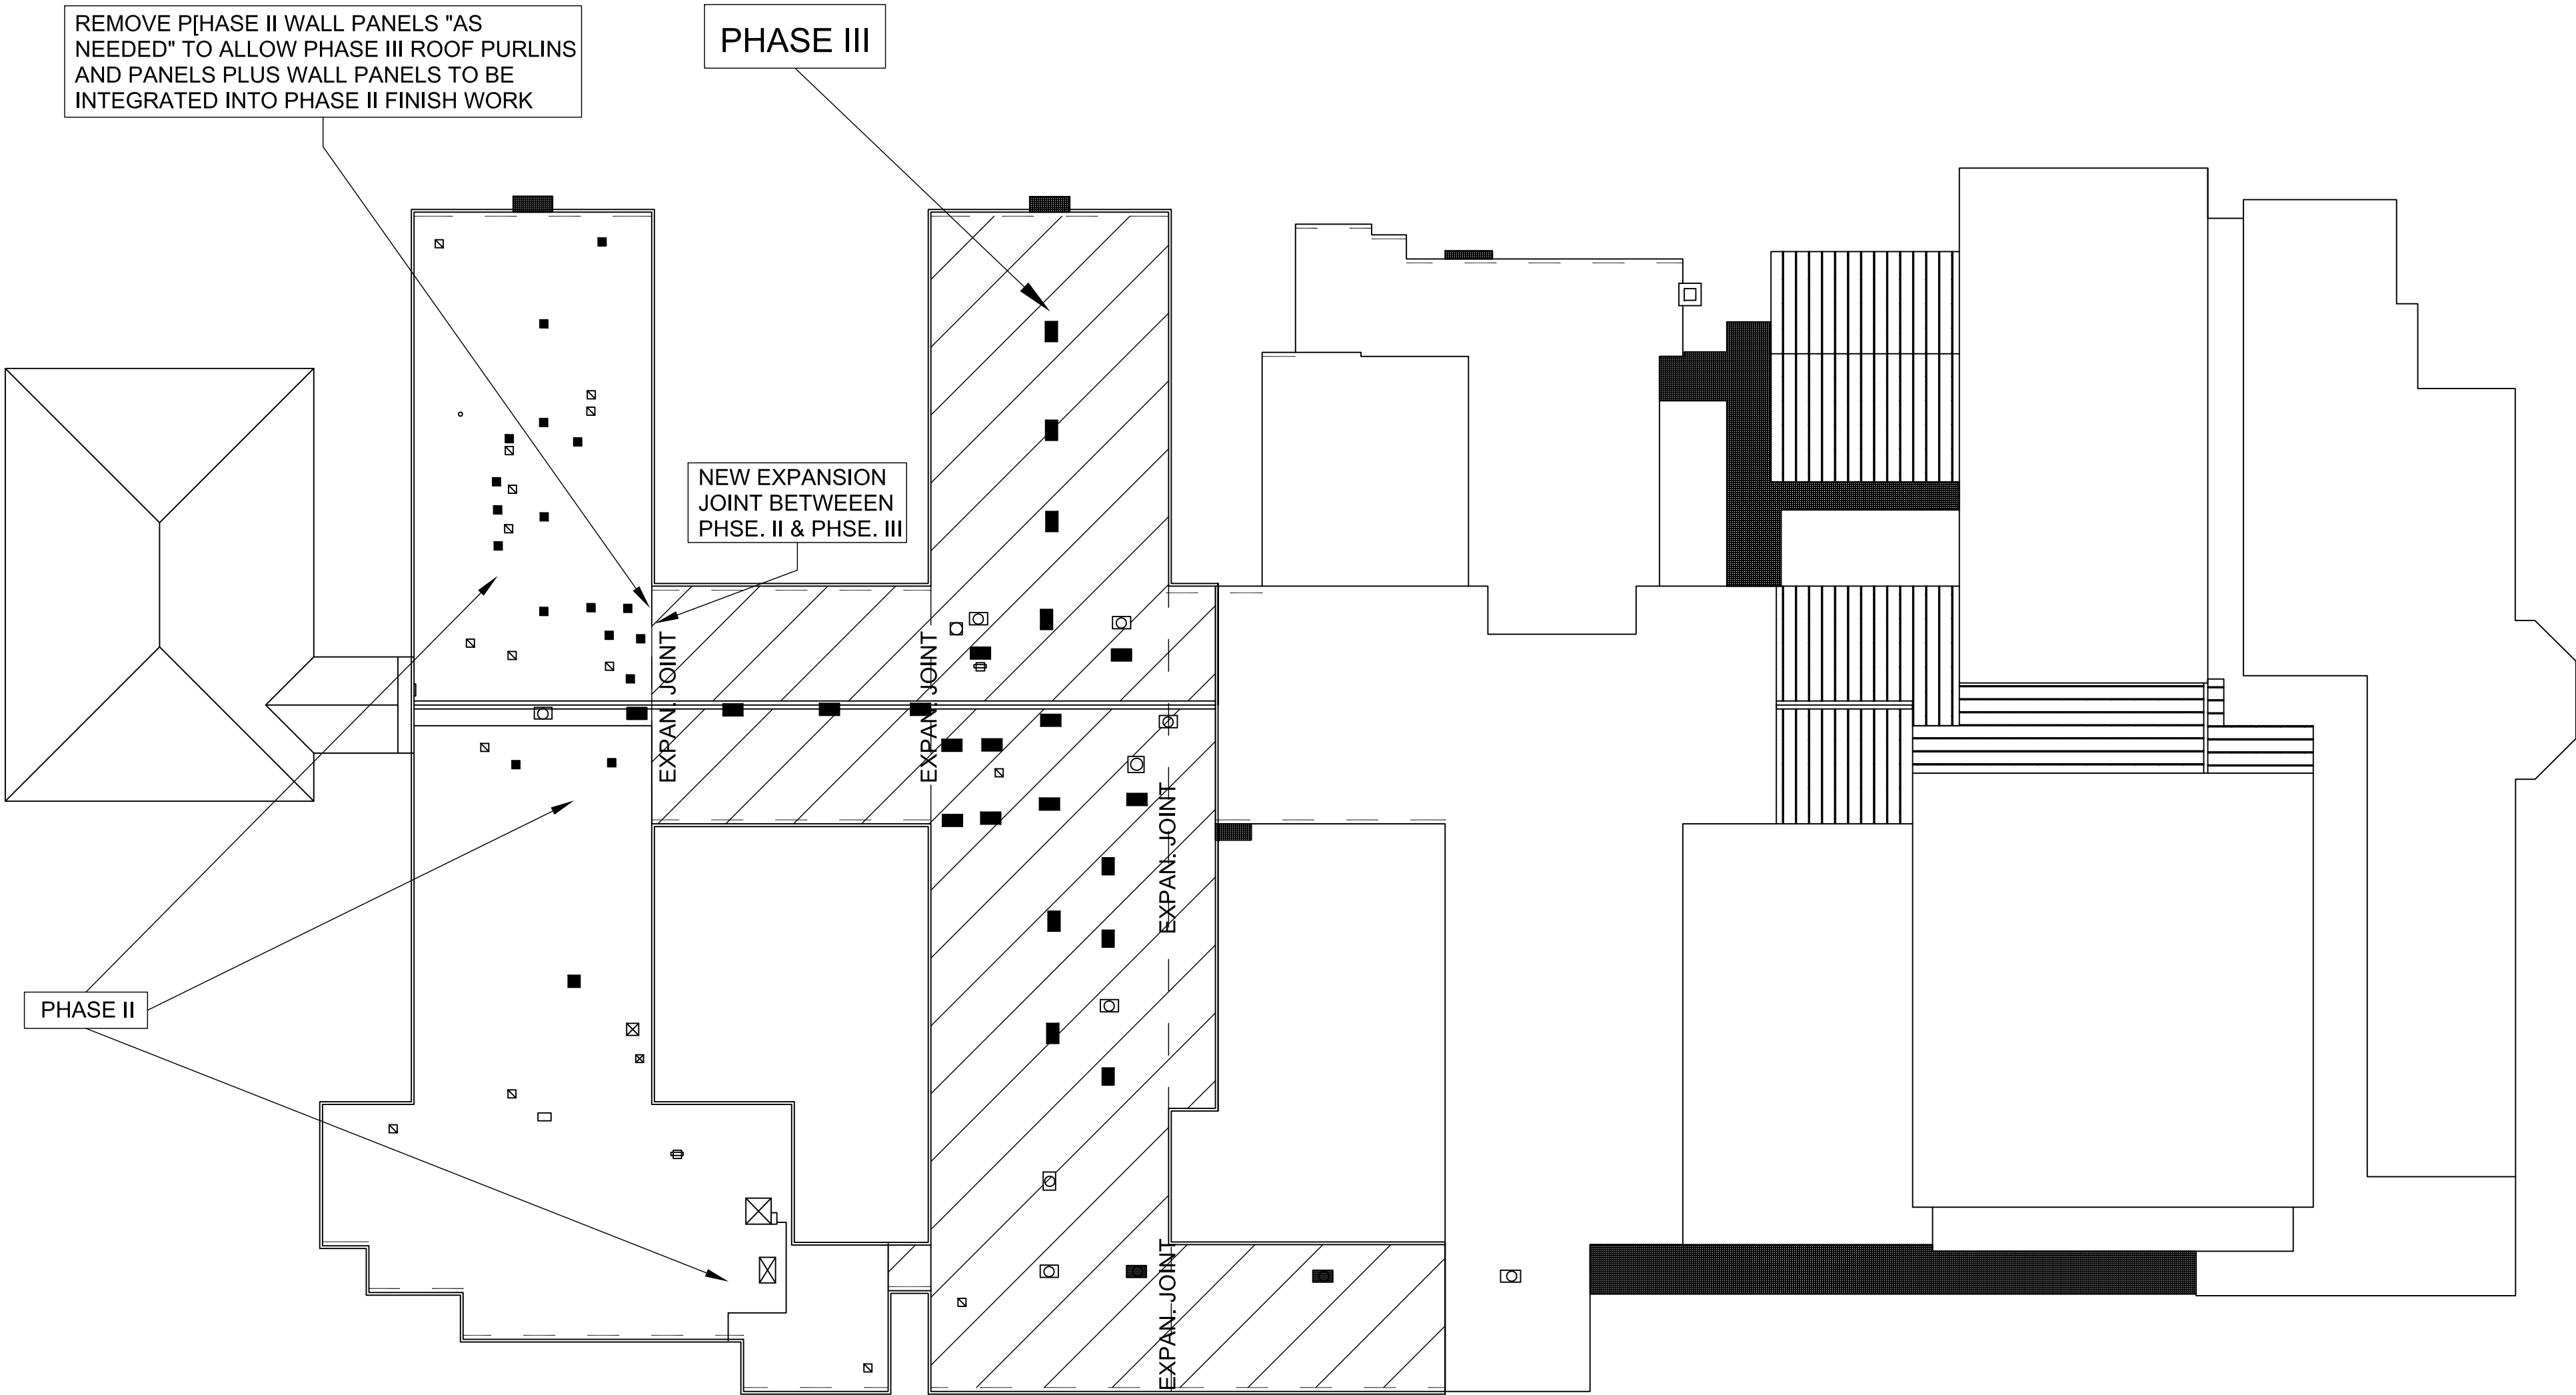 REMOVE P[HASE II WALL PANELS "AS
NEEDED" TO ALLOW PHASE III ROOF PURLINS
AND PANELS PLUS WALL PANELS TO BE
INTEGRATED INTO PHASE II FINISH WORK
PHASE III
NEW EXPANSION
JOINT BETWEEEN
PHSE. II & PHSE. III
EXPAN. JOINT
EXPAN. JOINT
EXPAN. JOINT
PHASE II
EXPAN. JOINT